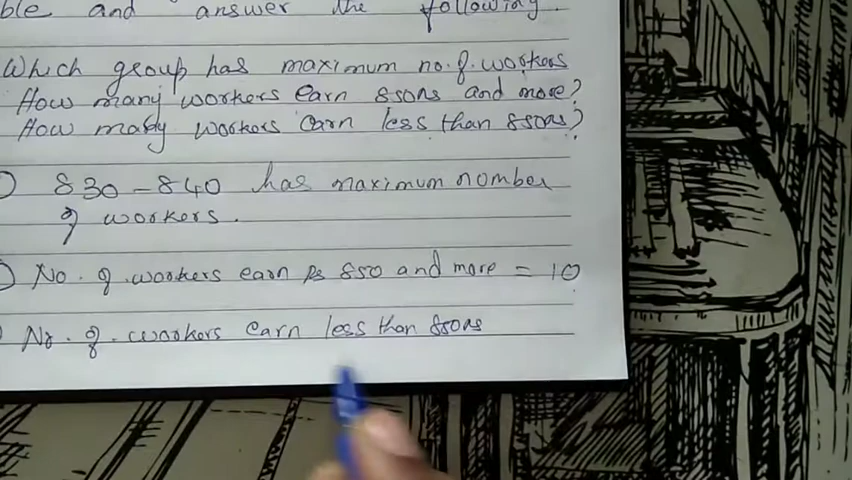 ble and answer the following.
Which group has maximum no.of.workers
How many workers earn 850rs and more?
How many workers earn less than 850rs?
) 830-840 has maximum nomber
of workers.
) No.of.workers earn Rs 850 and more = 10
) No.of.workers earn less than 850rs